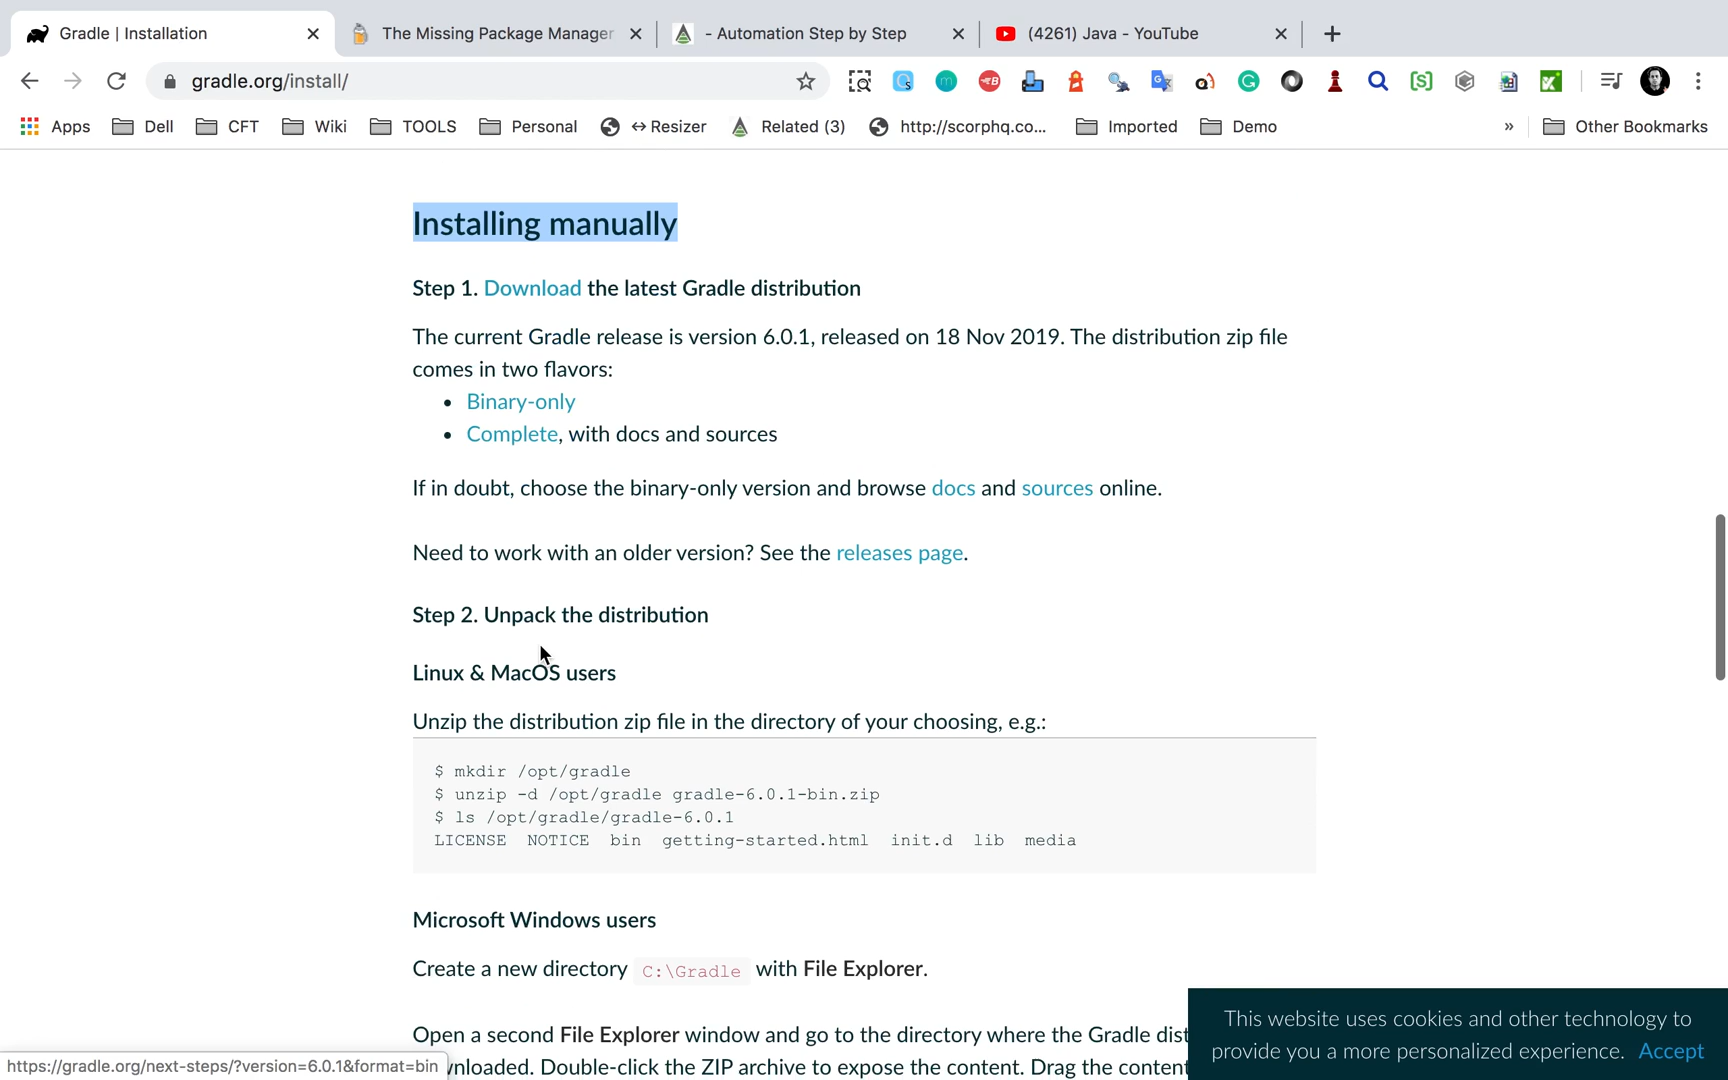 Gradle | Installation
The Missing Package Manager
- Automation Step by Step
(4261) Java - YouTube
gradle.org/install/
Apps Dell CFT Wiki TOOLS Personal ↔Resizer Related (3) http://scorphq.co... Imported Demo » Other Bookmarks
Installing manually
Step 1. Download the latest Gradle distribution
The current Gradle release is version 6.0.1, released on 18 Nov 2019. The distribution zip file
comes in two flavors:
• Binary-only
• Complete, with docs and sources
If in doubt, choose the binary-only version and browse docs and sources online.
Need to work with an older version? See the releases page.
Step 2. Unpack the distribution
Linux & MacOS users
Unzip the distribution zip file in the directory of your choosing, e.g.:
$ mkdir /opt/gradle
$ unzip -d /opt/gradle gradle-6.0.1-bin.zip
$ ls /opt/gradle/gradle-6.0.1
LICENSE NOTICE bin getting-started.html init.d lib media
Microsoft Windows users
Create a new directory C:\Gradle with File Explorer.
Open a second File Explorer window and go to the directory where the Gradle dist
nloaded. Double-click the ZIP archive to expose the content. Drag the content
This website uses cookies and other technology to
provide you a more personalized experience. Accept
https://gradle.org/next-steps/?version=6.0.1&format=bin